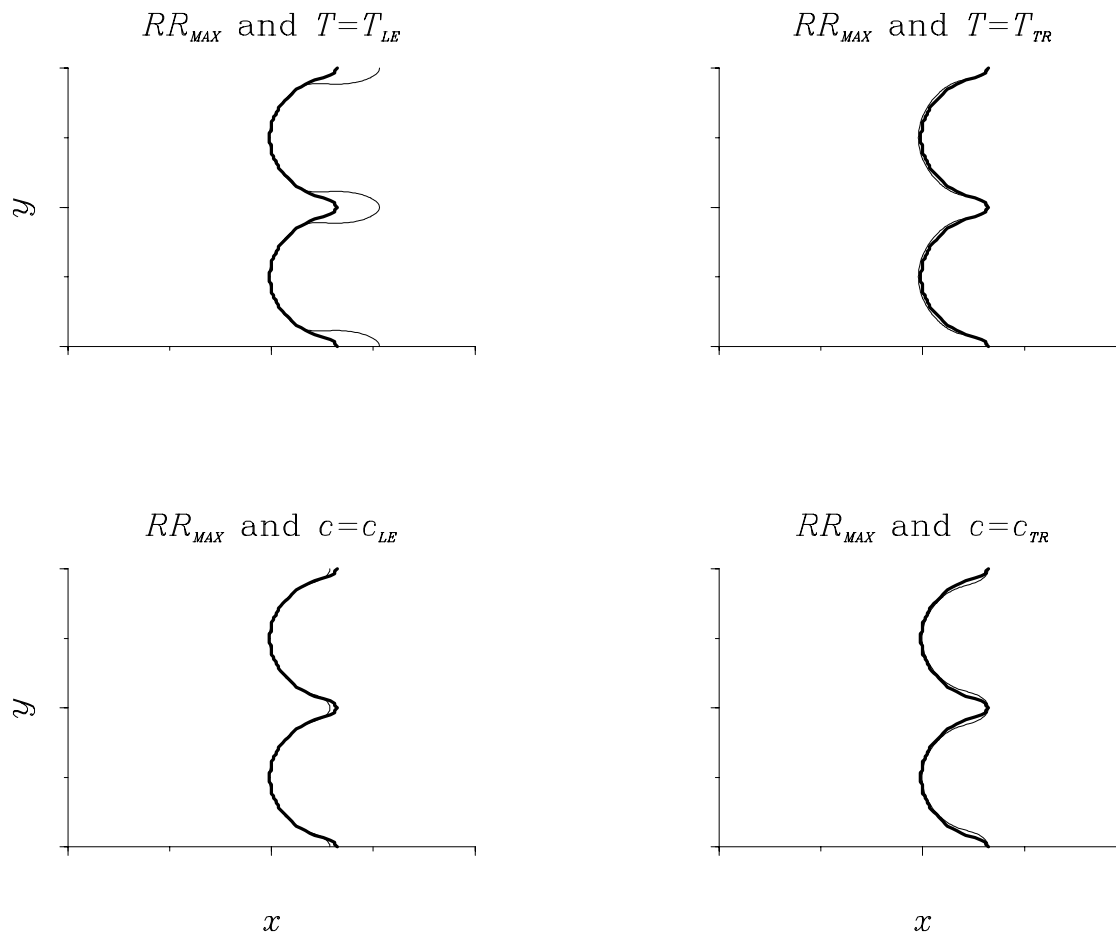 RR_MAX and T=T_LE
RR_MAX and T=T_TR
y
RR_MAX and c=c_LE
RR_MAX and c=c_TR
y
x
x